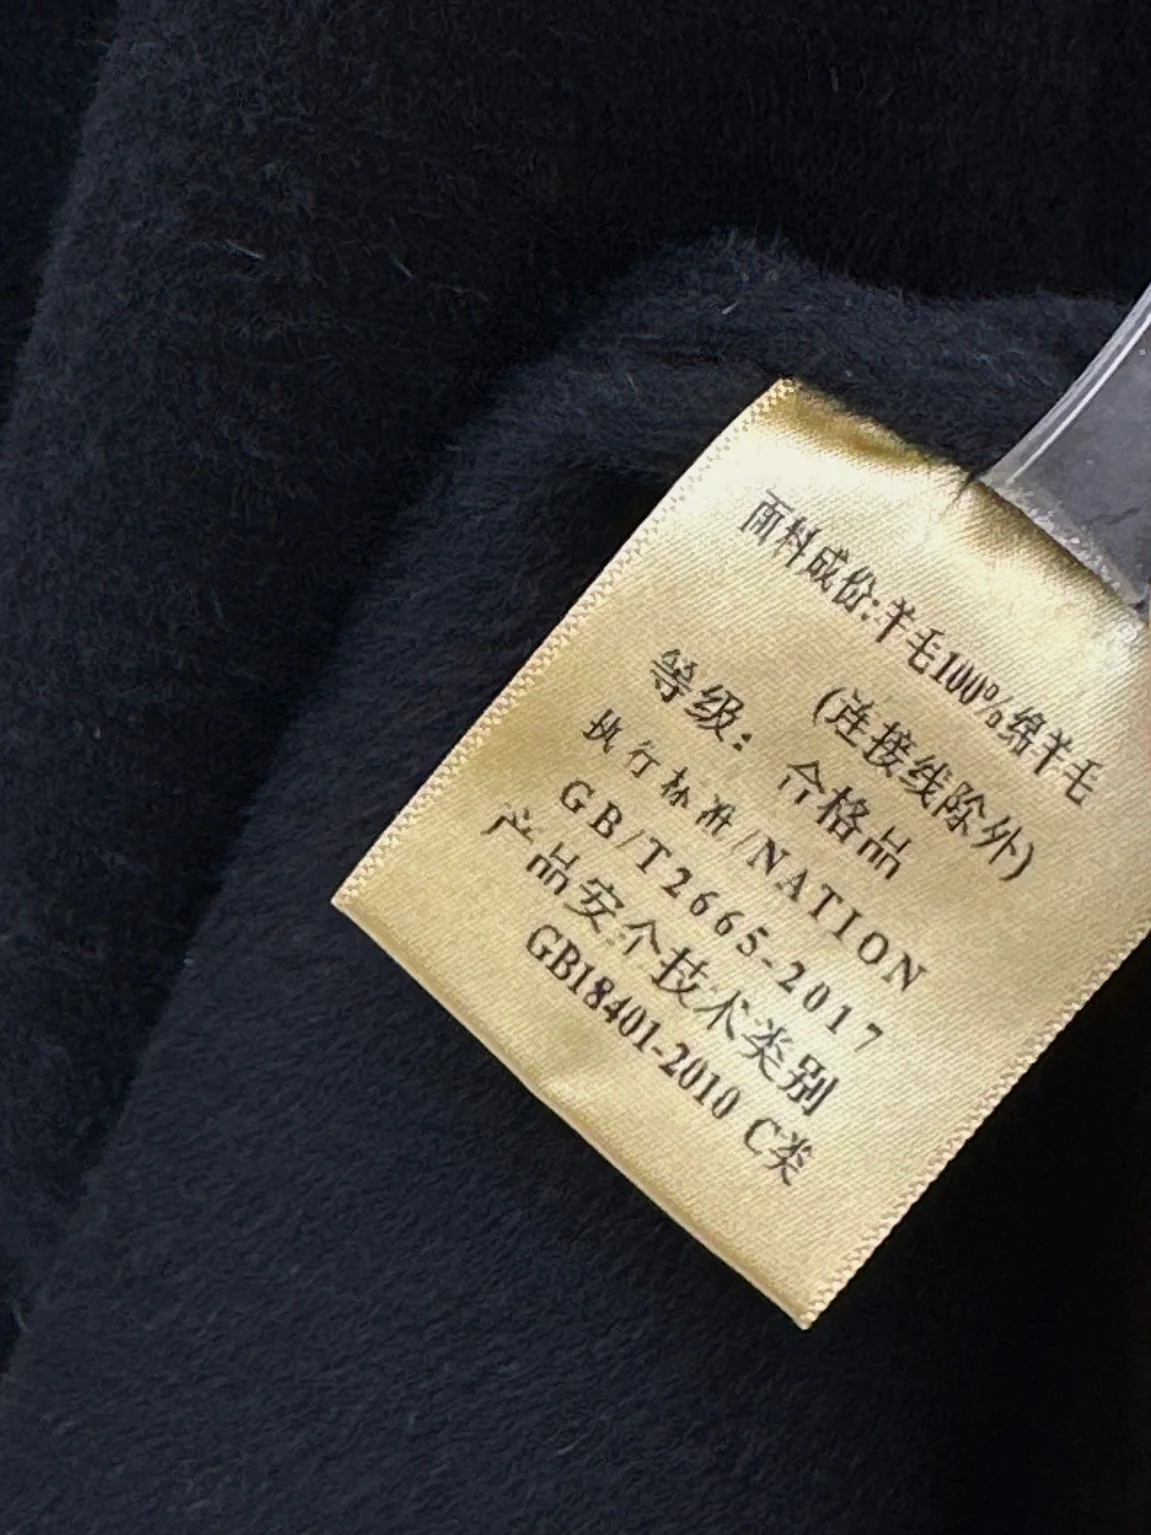 面料成份:羊毛100%绵羊毛
(连接线除外)
等级: 合格品
执行标准/NATION
GB/T2665-2017
产品安全技术类别
GB18401-2010 C类